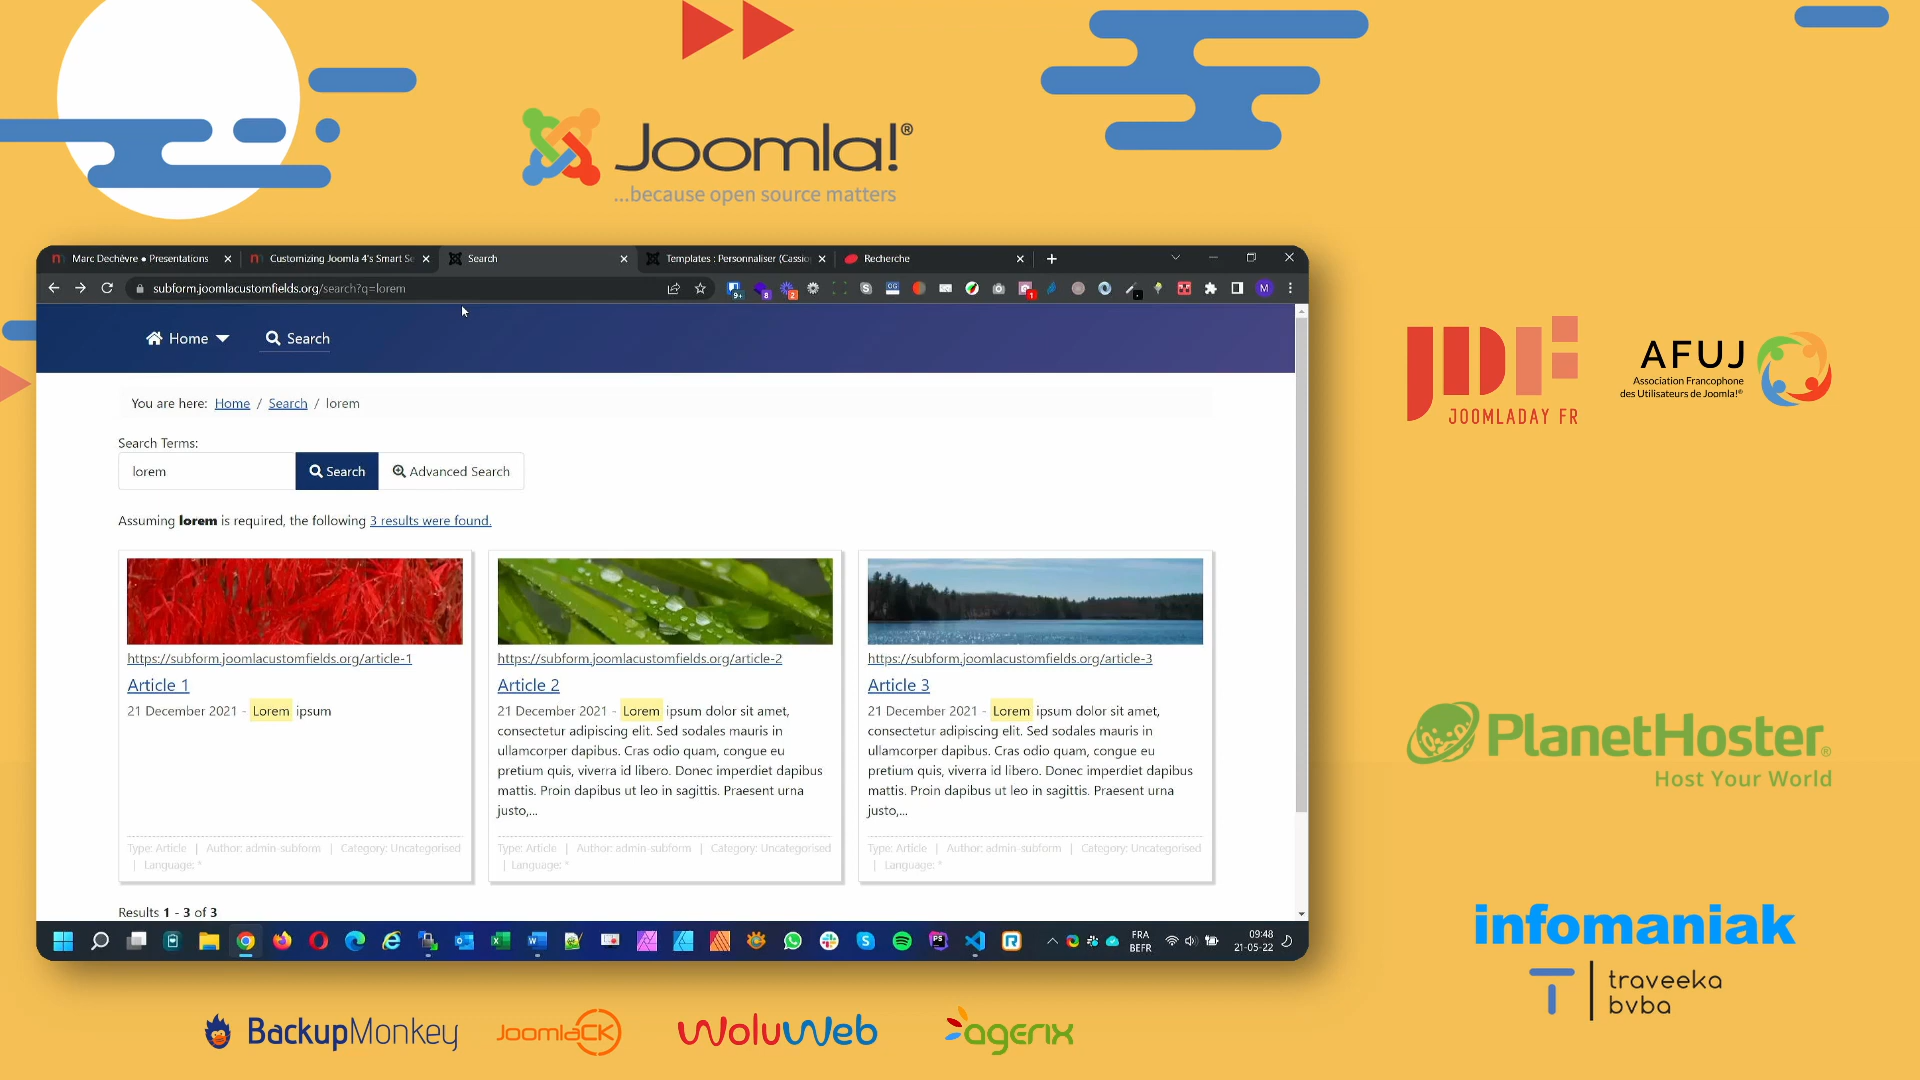 Joomla!®
...because open source matters
Marc Dechèvre • Presentations
Customizing Joomla 4's Smart Se
Search
Templates : Personnaliser (Cassio
Recherche
subform.joomlacustomfields.org/search?q=lorem
Home
Search
You are here: Home / Search / lorem
Search Terms:
lorem
Search
Advanced Search
Assuming lorem is required, the following 3 results were found.
https://subform.joomlacustomfields.org/article-1
Article 1
21 December 2021 - Lorem ipsum
Type: Article | Author: admin-subform | Category: Uncategorised
| Language: *
https://subform.joomlacustomfields.org/article-2
Article 2
21 December 2021 - Lorem ipsum dolor sit amet,
consectetur adipiscing elit. Sed sodales mauris in
ullamcorper dapibus. Cras odio quam, congue eu
pretium quis, viverra id libero. Donec imperdiet dapibus
mattis. Proin dapibus ut leo in sagittis. Praesent urna
justo,...
Type: Article | Author: admin-subform | Category: Uncategorised
| Language: *
https://subform.joomlacustomfields.org/article-3
Article 3
21 December 2021 - Lorem ipsum dolor sit amet,
consectetur adipiscing elit. Sed sodales mauris in
ullamcorper dapibus. Cras odio quam, congue eu
pretium quis, viverra id libero. Donec imperdiet dapibus
mattis. Proin dapibus ut leo in sagittis. Praesent urna
justo,...
Type: Article | Author: admin-subform | Category: Uncategorised
| Language: *
Results 1 - 3 of 3
FRA
BEFR
09:48
21-05-22
JDF
JOOMLADAY FR
AFUJ
Association Francophone
des Utilisateurs de Joomla!®
PlanetHoster®
Host Your World
infomaniak
T
traveeka
bvba
BackupMonkey
JoomlaCK
WoluWeb
agerix